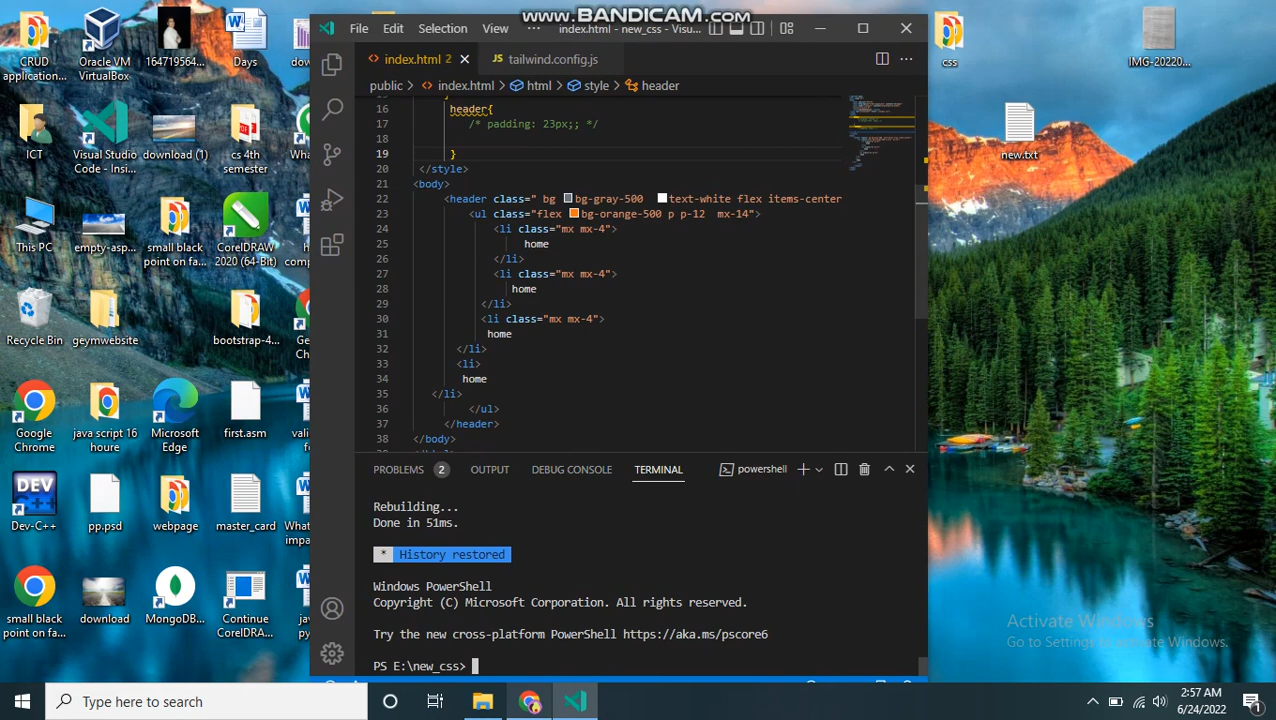 www.BANDICAM.com
File Edit Selection View ··· index.html - new_css - Visu...
index.html 2
JS tailwind.config.js
public > index.html > html > style > header
16 header{
17 /* padding: 23px;; */
18
19 }
20 </style>
21 <body>
22 <header class=" bg bg-gray-500 text-white flex items-center
23 <ul class="flex bg-orange-500 p p-12 mx-14">
24 <li class="mx mx-4">
25 home
26 </li>
27 <li class="mx mx-4">
28 home
29 </li>
30 <li class="mx mx-4">
31 home
32 </li>
33 <li>
34 home
35 </li>
36 </ul>
37 </header>
38 </body>
PROBLEMS 2 OUTPUT DEBUG CONSOLE TERMINAL powershell
Rebuilding...
Done in 51ms.
* History restored
Windows PowerShell
Copyright (C) Microsoft Corporation. All rights reserved.
Try the new cross-platform PowerShell https://aka.ms/pscore6
PS E:\new_css>
CRUD
application...
Oracle VM
VirtualBox
164719564...
Days
ICT
Visual Studio
Code - Insi...
download (1)
cs 4th
semester
This PC
empty-asp...
small black
point on fa...
CorelDRAW
2020 (64-Bit)
Recycle Bin
geymwebsite
bootstrap-4...
Google
Chrome
java script 16
houre
Microsoft
Edge
first.asm
DEV
Dev-C++
pp.psd
webpage
master_card
small black
point on fa...
download
MongoDB...
Continue
CorelDRA...
css
IMG-20220...
new.txt
Activate Windows
Go to Settings to activate Windows.
Type here to search
2:57 AM
6/24/2022
1